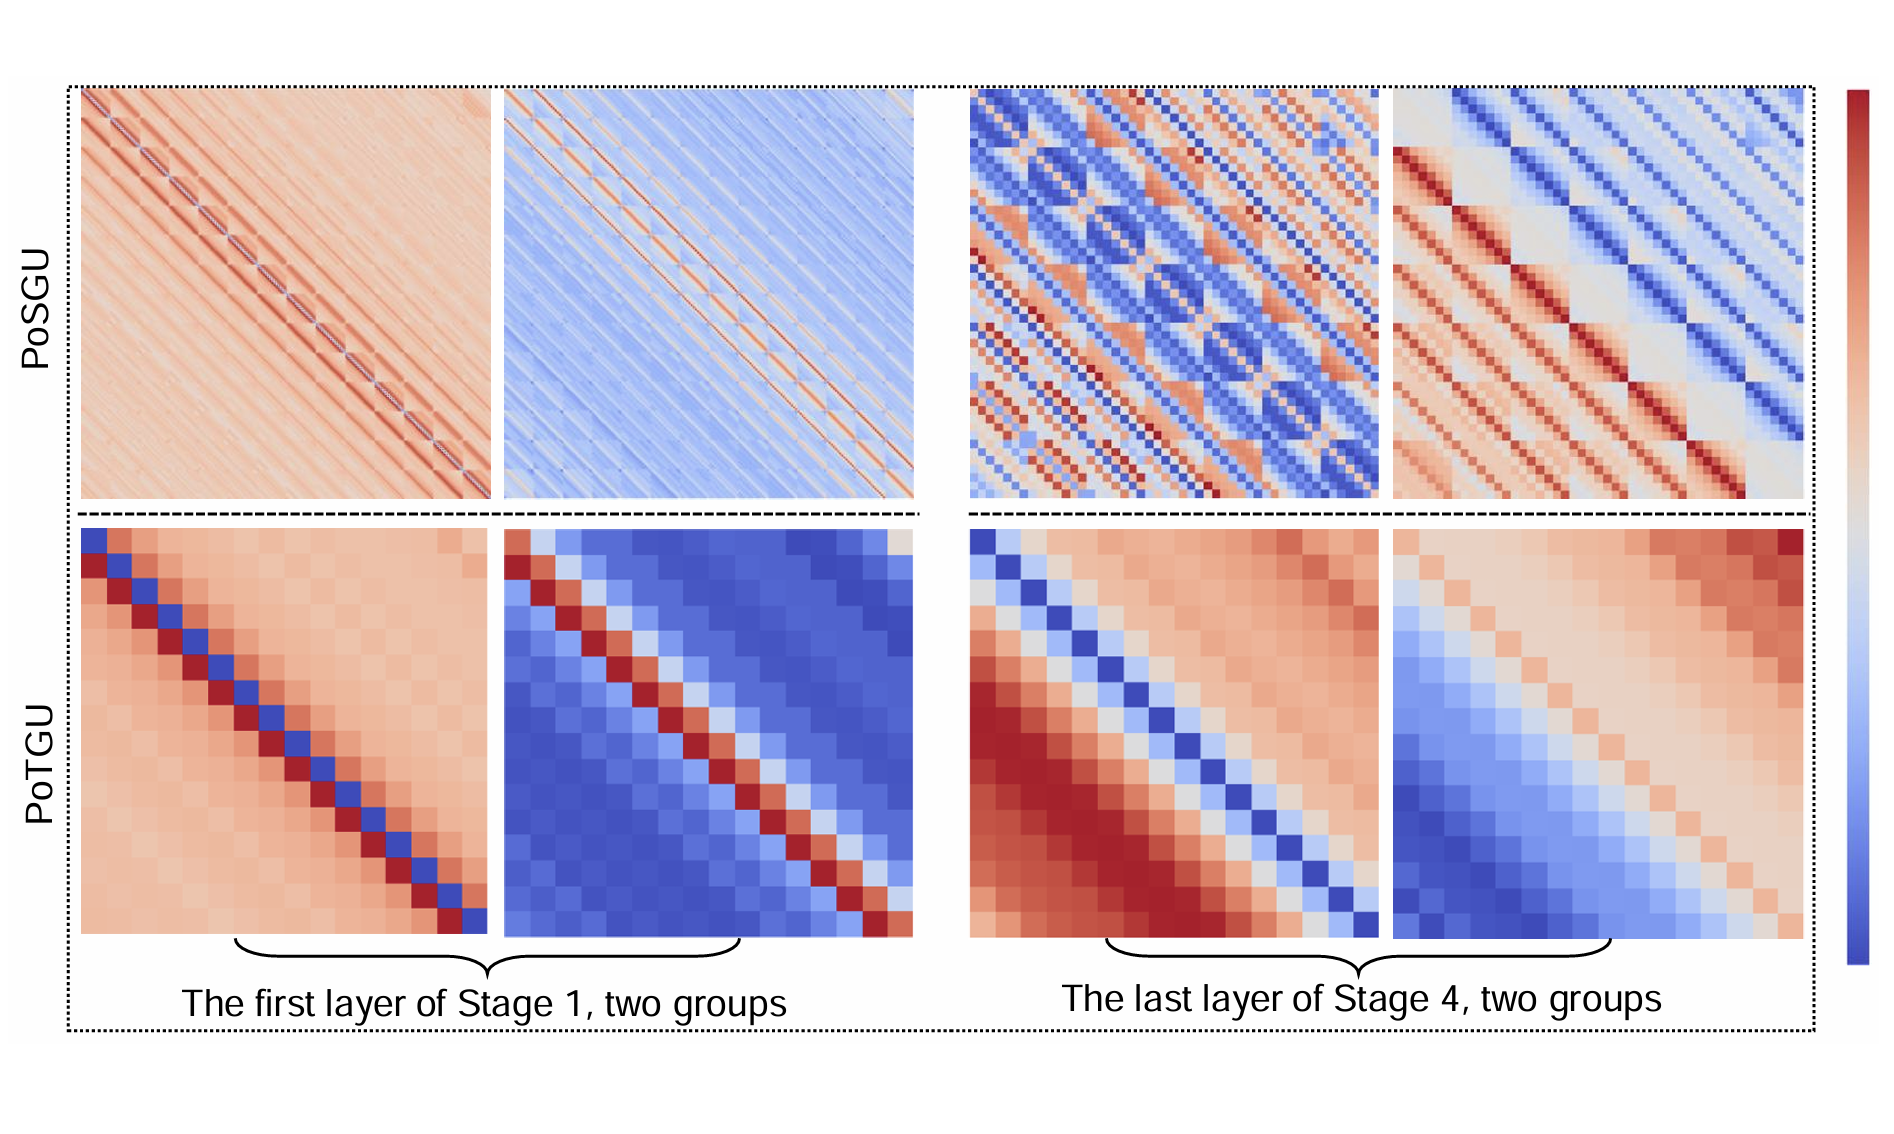 PoSGU
PoTGU
The first layer of Stage 1, two groups
The last layer of Stage 4, two groups